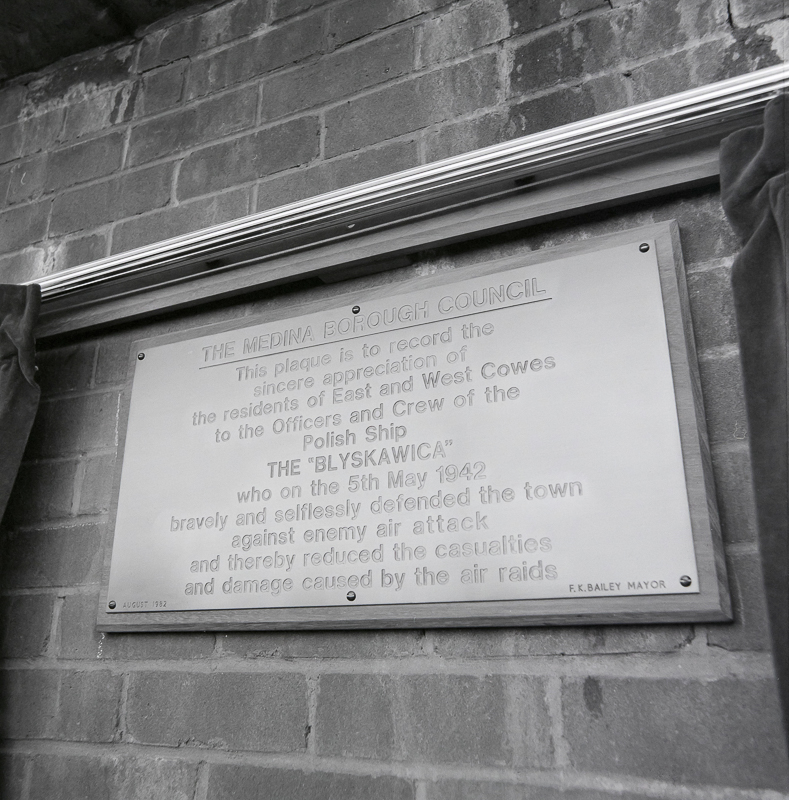 THE MEDINA BOROUGH COUNCIL
This plaque is to record the
sincere appreciation of
the residents of East and West Cowes
to the Officers and Crew of the
Polish Ship
THE "BLYSKAWICA"
who on the 5th May 1942
bravely and selflessly defended the town
against enemy air attack
and thereby reduced the casualties
and damage caused by the air raids
AUGUST 1982
F.K.BAILEY MAYOR